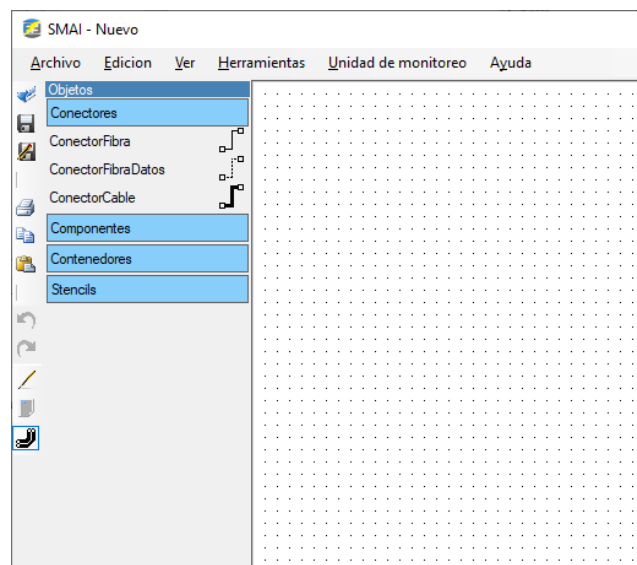 SMAI - Nuevo
Archivo Edicion Ver Herramientas Unidad de monitoreo Ayuda
Objetos
Conectores
ConectorFibra
ConectorFibraDatos
ConectorCable
Componentes
Contenedores
Stencils